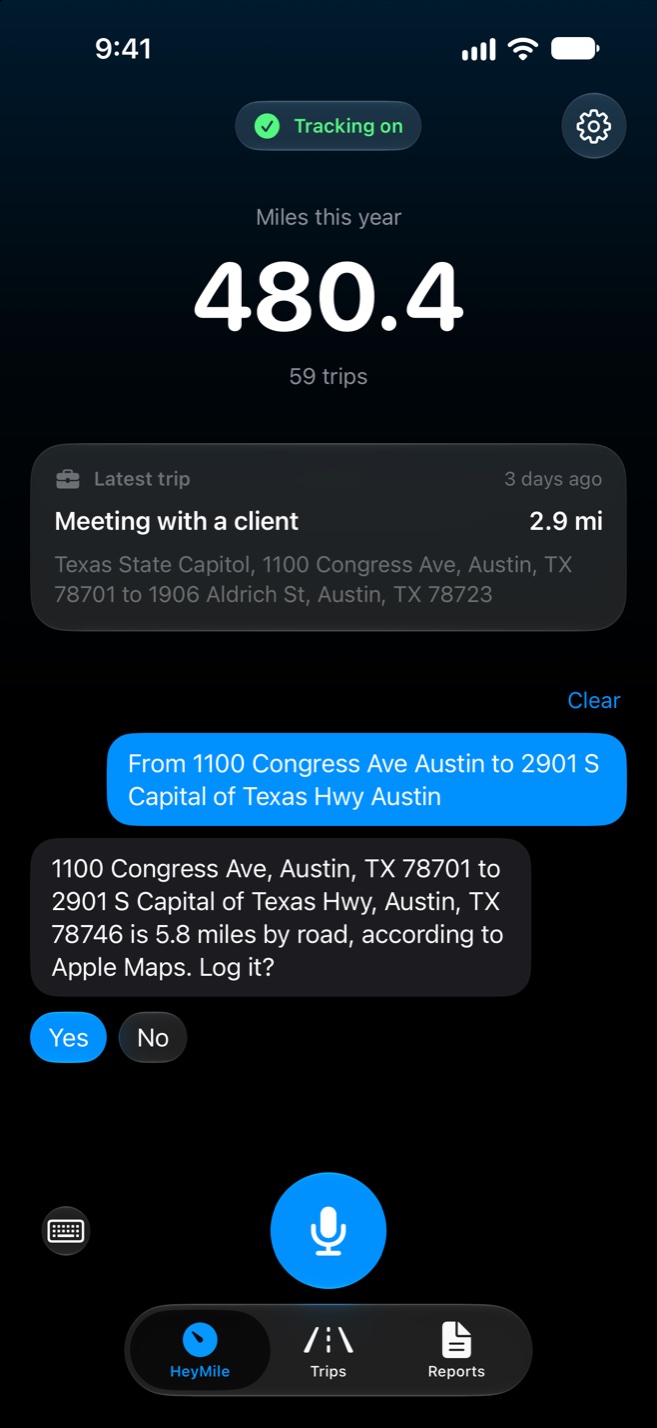 9:41
Tracking on
Miles this year
480.4
59 trips
Latest trip
3 days ago
Meeting with a client
2.9 mi
Texas State Capitol, 1100 Congress Ave, Austin, TX
78701 to 1906 Aldrich St, Austin, TX 78723
Clear
From 1100 Congress Ave Austin to 2901 S
Capital of Texas Hwy Austin
1100 Congress Ave, Austin, TX 78701 to
2901 S Capital of Texas Hwy, Austin, TX
78746 is 5.8 miles by road, according to
Apple Maps. Log it?
Yes
No
HeyMile
Trips
Reports